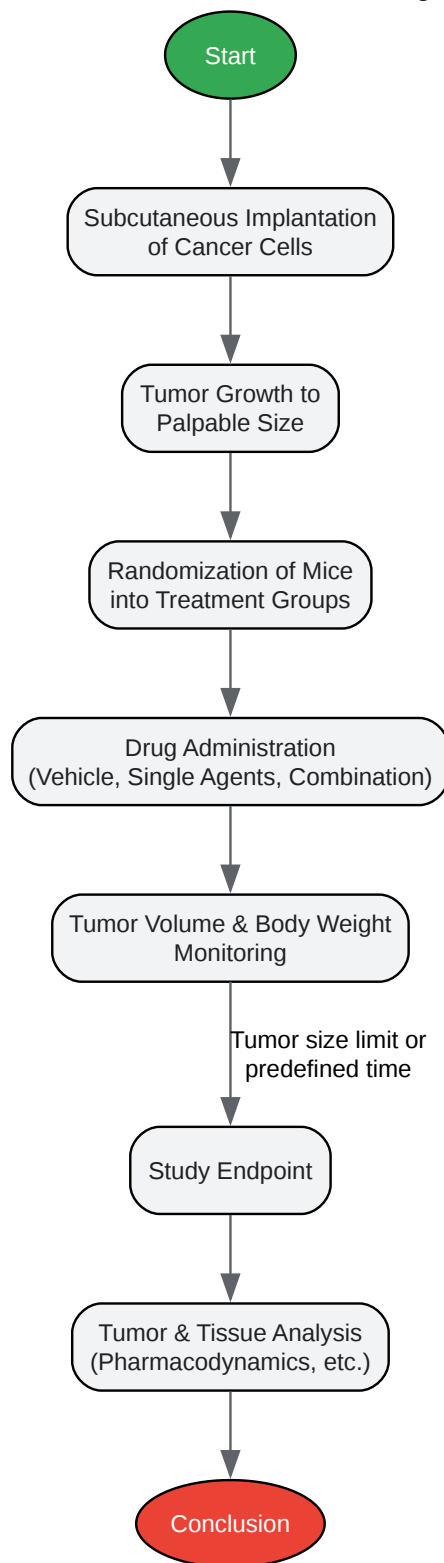 Start
Subcutaneous Implantation
of Cancer Cells
Tumor Growth to
Palpable Size
Randomization of Mice
into Treatment Groups
Drug Administration
(Vehicle, Single Agents, Combination)
Tumor Volume & Body Weight
Monitoring
Tumor size limit or
predefined time
Study Endpoint
Tumor & Tissue Analysis
(Pharmacodynamics, etc.)
Conclusion